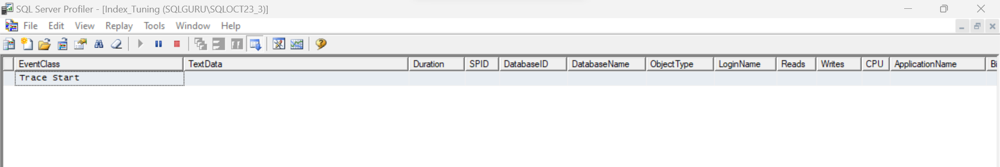 SQL Server Profiler - [Index_Tuning (SQLGURU\SQLOCT23_3)]
File Edit View Replay Tools Window Help
EventClass TextData Duration SPID DatabaseID DatabaseName ObjectType LoginName Reads Writes CPU ApplicationName Bi
Trace Start